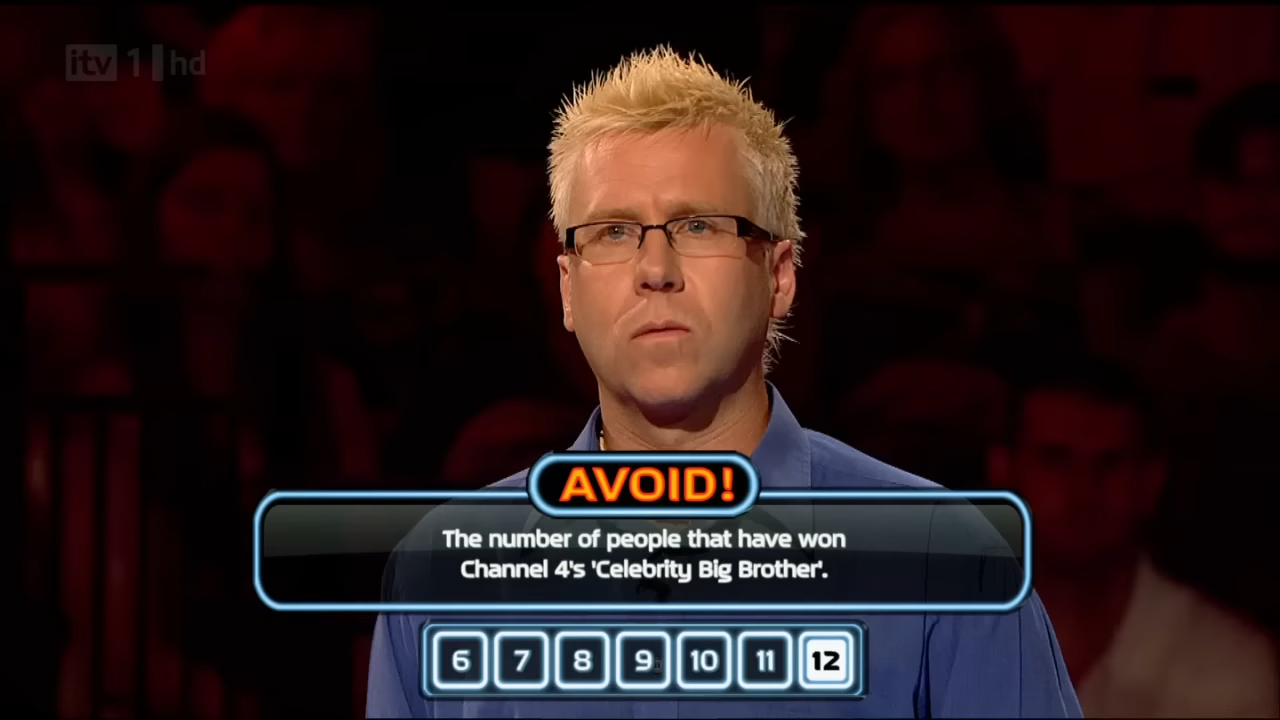 itv 1 hd
AVOID!
The number of people that have won
Channel 4's 'Celebrity Big Brother'.
6 7 8 9 10 11 12